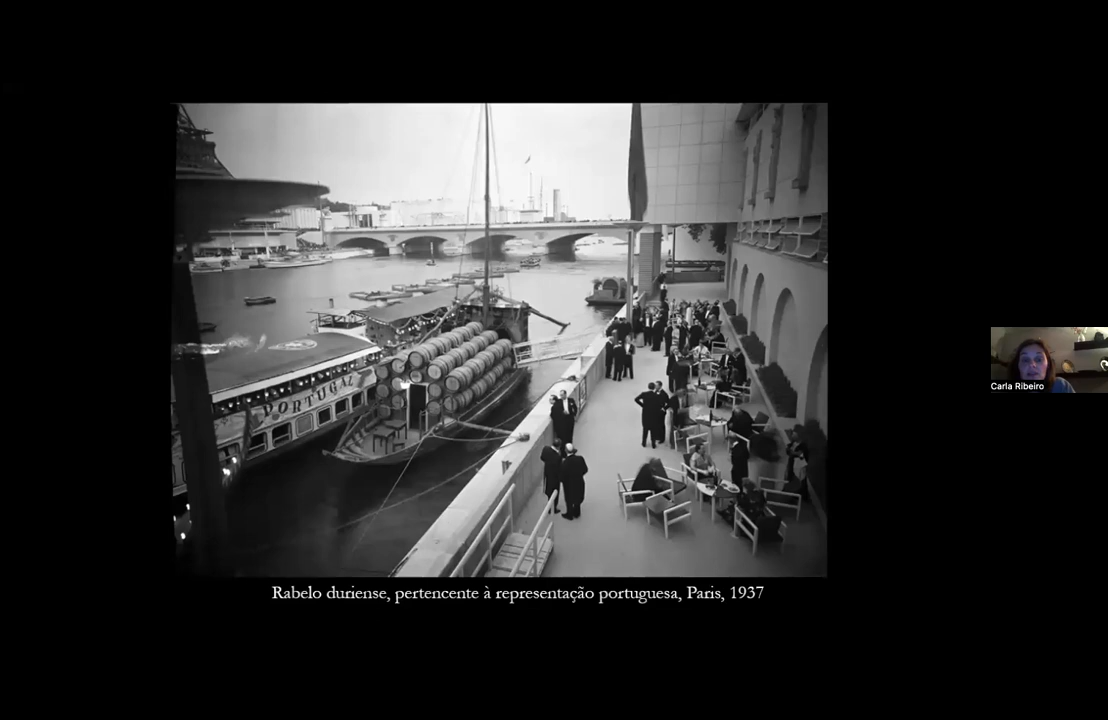 PORTUGAL
Rabelo duriense, pertencente à representação portuguesa, Paris, 1937
Carla Ribeiro